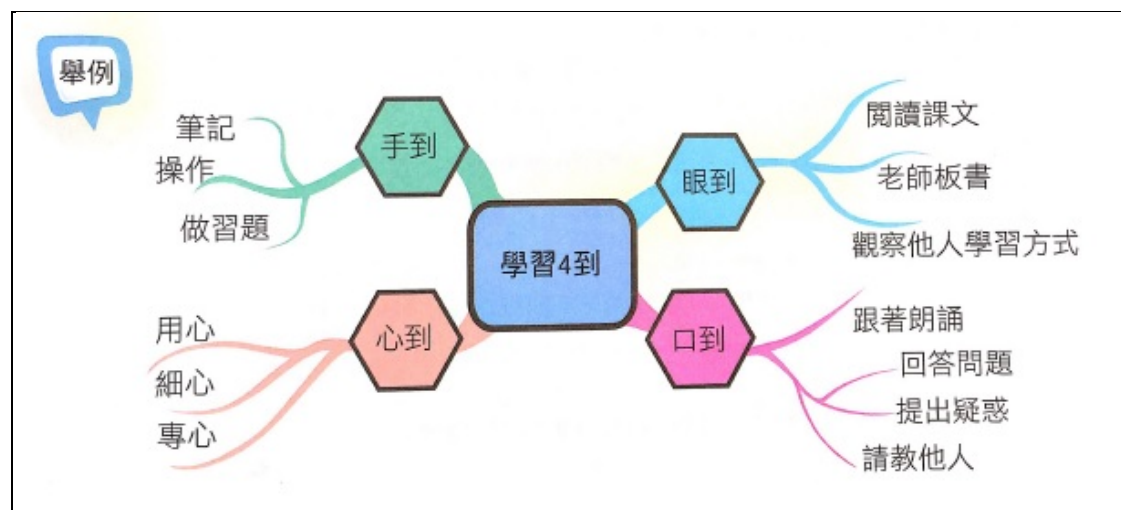 舉例
學習4到
手到
筆記
操作
做習題
眼到
閱讀課文
老師板書
觀察他人學習方式
心到
用心
細心
專心
口到
跟著朗誦
回答問題
提出疑惑
請教他人